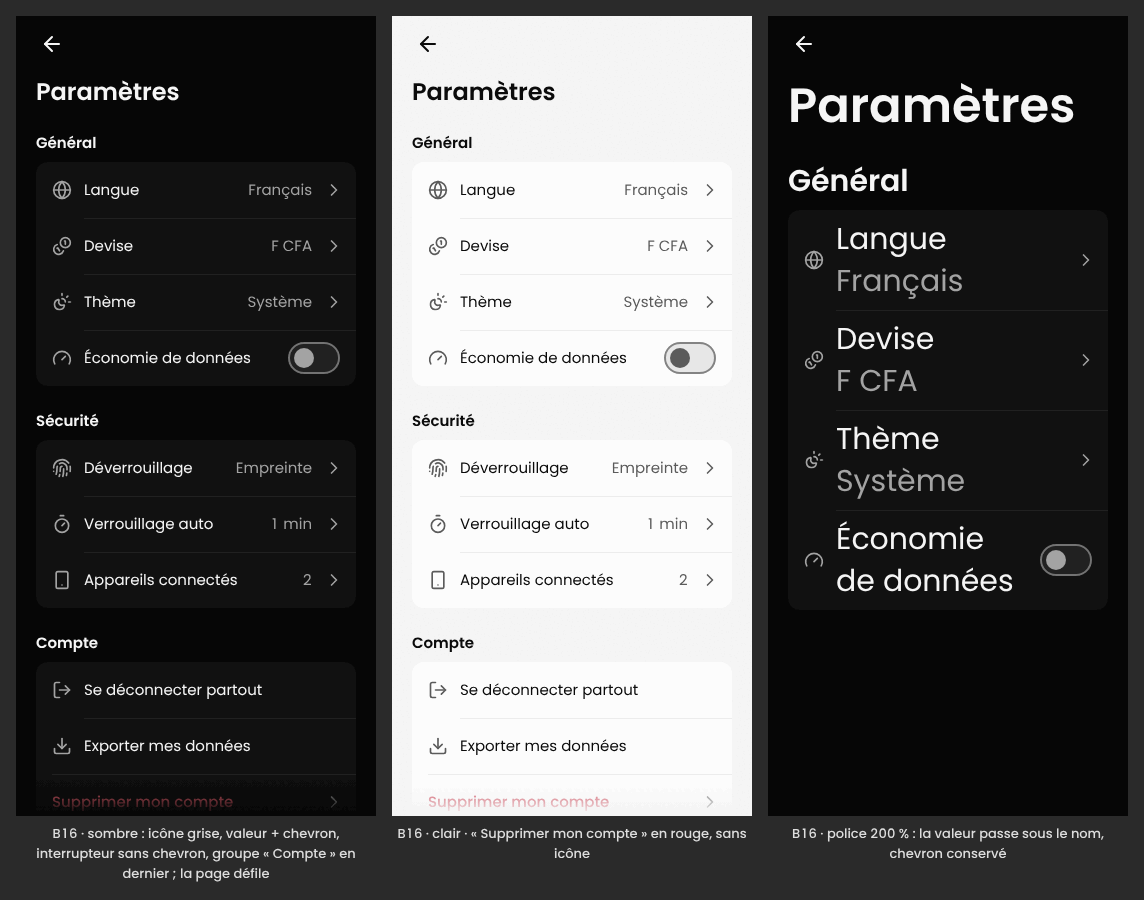 Paramètres
Général
Langue Français
Devise F CFA
Thème Système
Économie de données
Sécurité
Déverrouillage Empreinte
Verrouillage auto 1 min
Appareils connectés 2
Compte
Se déconnecter partout
Exporter mes données
Supprimer mon compte
B16 · sombre : icône grise, valeur + chevron,
interrupteur sans chevron, groupe « Compte » en
dernier ; la page défile
Paramètres
Général
Langue Français
Devise F CFA
Thème Système
Économie de données
Sécurité
Déverrouillage Empreinte
Verrouillage auto 1 min
Appareils connectés 2
Compte
Se déconnecter partout
Exporter mes données
Supprimer mon compte
B16 · clair · « Supprimer mon compte » en rouge, sans
icône
Paramètres
Général
Langue
Français
Devise
F CFA
Thème
Système
Économie
de données
B16 · police 200 % : la valeur passe sous le nom,
chevron conservé